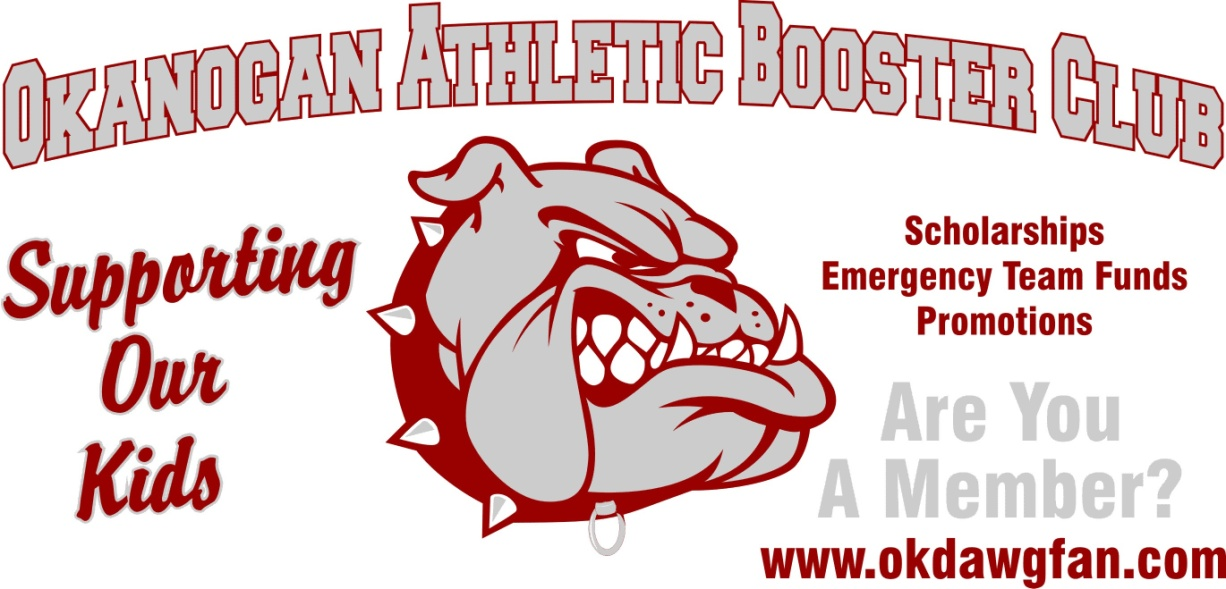 Okanogan Athletic Booster Club
Supporting
Our
Kids
Scholarships
Emergency Team Funds
Promotions
Are You
A Member?
www.okdawgfan.com